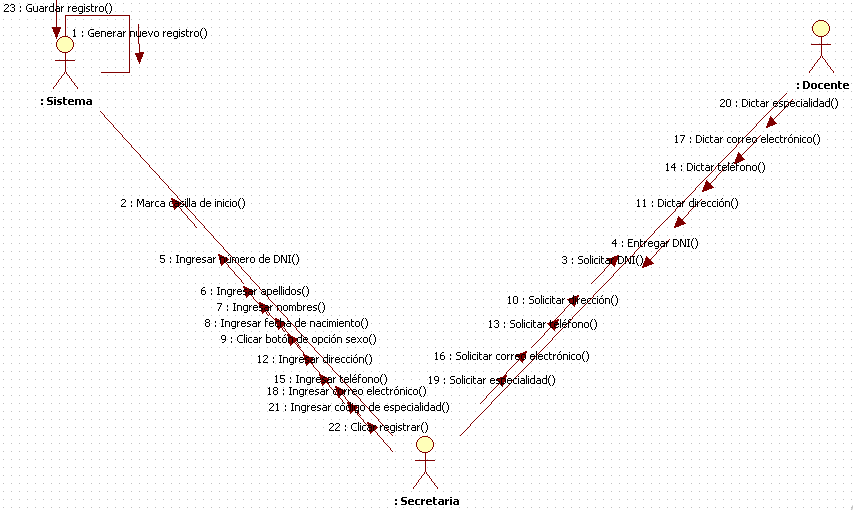 23 : Guardar registro()
1 : Generar nuevo registro()
: Sistema
: Docente
20 : Dictar especialidad()
17 : Dictar correo electrónico()
14 : Dictar teléfono()
2 : Marca casilla de inicio()
11 : Dictar dirección()
4 : Entregar DNI()
5 : Ingresar número de DNI()
3 : Solicitar DNI()
6 : Ingresar apellidos()
10 : Solicitar dirección()
7 : Ingresar nombres()
8 : Ingresar fecha de nacimiento()
13 : Solicitar teléfono()
9 : Clicar botón de opción sexo()
12 : Ingresar dirección()
16 : Solicitar correo electrónico()
15 : Ingresar teléfono()
19 : Solicitar especialidad()
18 : Ingresar correo electrónico()
21 : Ingresar código de especialidad()
22 : Clicar registrar()
: Secretaria